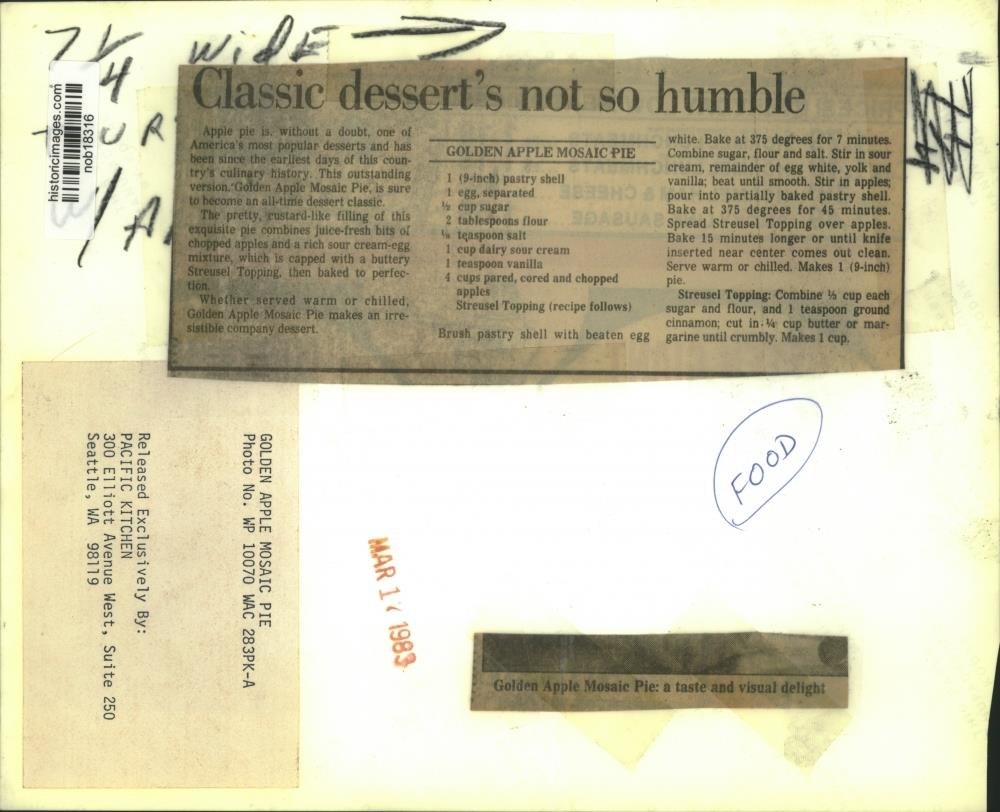 7 1/4 WiDE
historicimages.com
nob18316
Classic dessert's not so humble
Apple pie is, without a doubt, one of
America's most popular desserts and has
been since the earliest days of this coun-
try's culinary history. This outstanding
version, Golden Apple Mosaic Pie, is sure
to become an all-time dessert classic.
The pretty, custard-like filling of this
exquisite pie combines juice-fresh bits of
chopped apples and a rich sour cream-egg
mixture, which is capped with a buttery
Streusel Topping, then baked to perfec-
tion.
Whether served warm or chilled,
Golden Apple Mosaic Pie makes an irre-
sistible company dessert.
GOLDEN APPLE MOSAIC PIE
1 (9-inch) pastry shell
1 egg, separated
½ cup sugar
2 tablespoons flour
teaspoon salt
1 cup dairy sour cream
1 teaspoon vanilla
4 cups pared, cored and chopped
apples
Streusel Topping (recipe follows)
Brush pastry shell with beaten egg
white. Bake at 375 degrees for 7 minutes.
Combine sugar, flour and salt. Stir in sour
cream, remainder of egg white, yolk and
vanilla; beat until smooth. Stir in apples;
pour into partially baked pastry shell.
Bake at 375 degrees for 45 minutes.
Spread Streusel Topping over apples.
Bake 15 minutes longer or until knife
inserted near center comes out clean.
Serve warm or chilled. Makes 1 (9-inch)
pie.
Streusel Topping: Combine ⅓ cup each
sugar and flour, and 1 teaspoon ground
cinnamon; cut in ¼ cup butter or mar-
garine until crumbly. Makes 1 cup.
GOLDEN APPLE MOSAIC PIE
Photo No. WP 10070 WAC 283PK-A
Released Exclusively By:
PACIFIC KITCHEN
300 Elliott Avenue West, Suite 250
Seattle, WA 98119
FOOD
MAR 17 1983
Golden Apple Mosaic Pie: a taste and visual delight